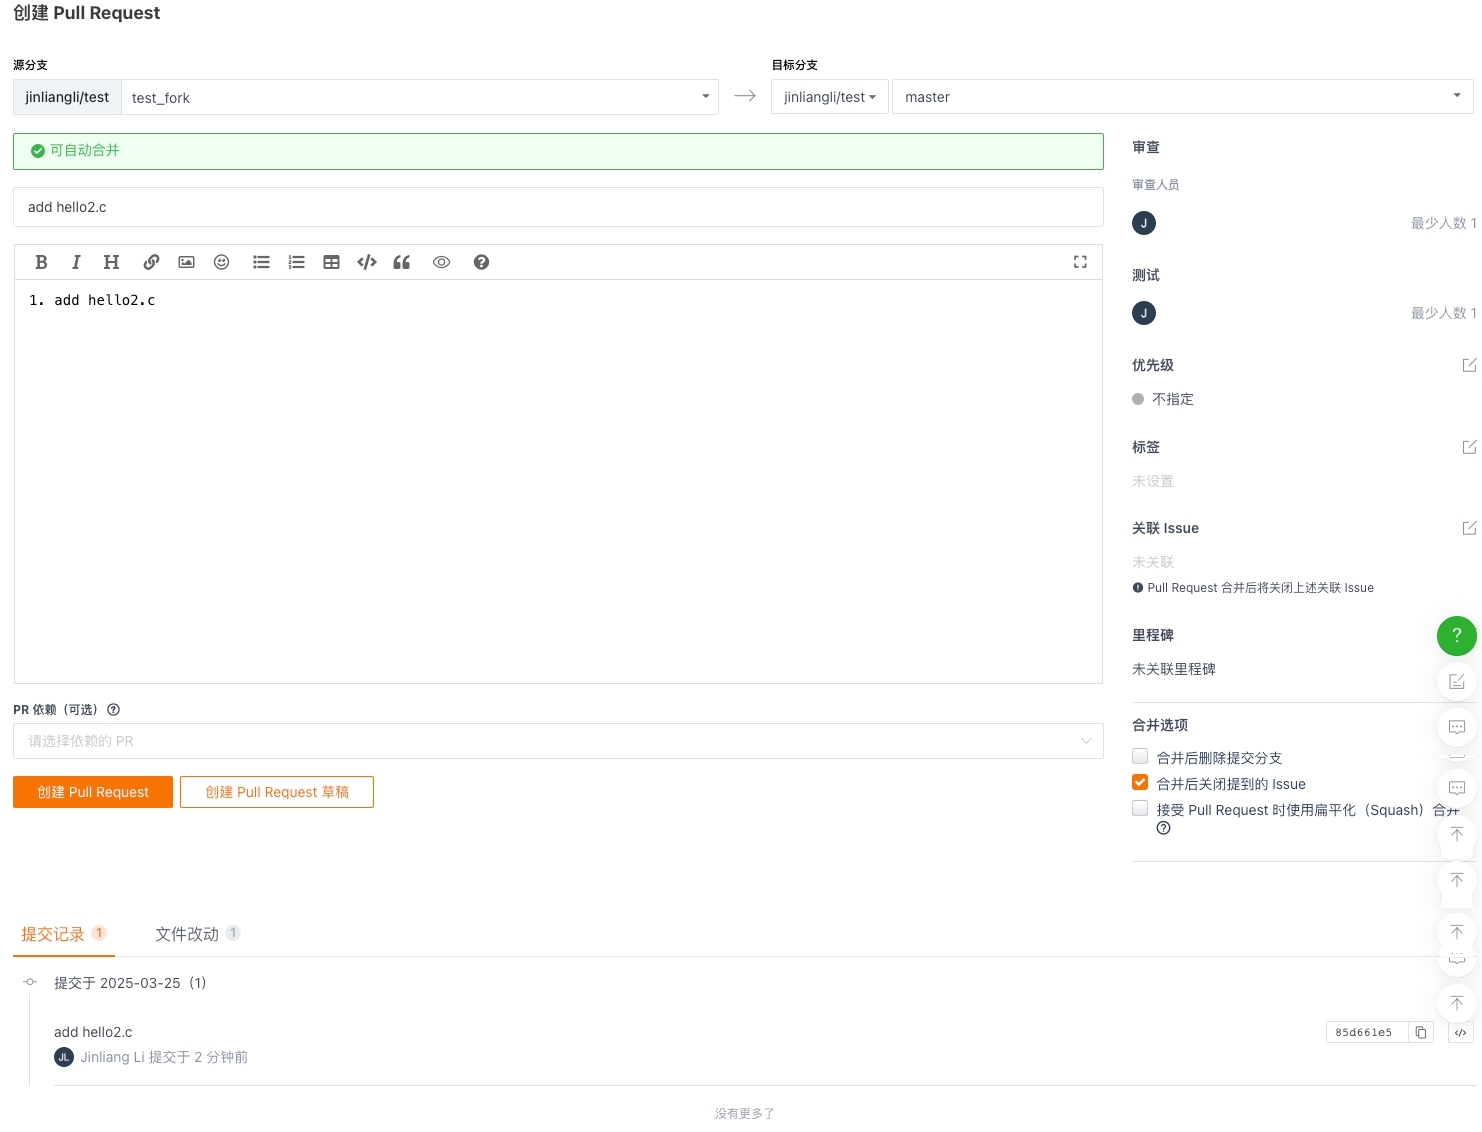 创建 Pull Request
源分支
目标分支
jinliangli/test
test_fork
jinliangli/test
master
可自动合并
add hello2.c
1. add hello2.c
PR 依赖（可选）
请选择依赖的 PR
创建 Pull Request
创建 Pull Request 草稿
审查
审查人员
J
最少人数 1
测试
J
最少人数 1
优先级
不指定
标签
未设置
关联 Issue
未关联
Pull Request 合并后将关闭上述关联 Issue
里程碑
未关联里程碑
合并选项
合并后删除提交分支
合并后关闭提到的 Issue
接受 Pull Request 时使用扁平化（Squash）合并
提交记录 1
文件改动 1
提交于 2025-03-25（1）
add hello2.c
JL Jinliang Li 提交于 2 分钟前
85d661e5
没有更多了